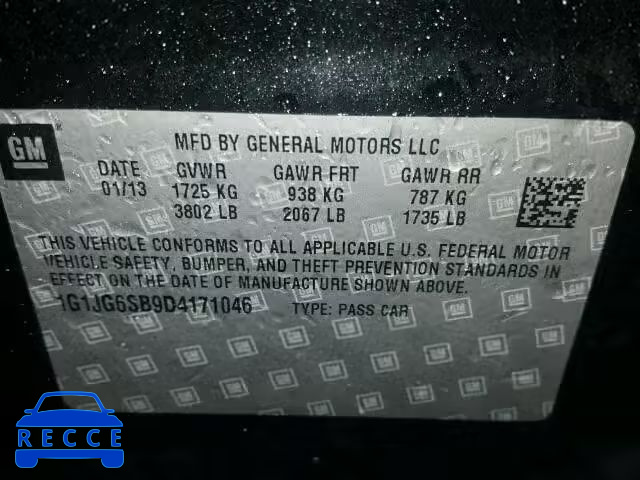 GM
MFD BY GENERAL MOTORS LLC
DATE GVWR GAWR FRT GAWR RR
01/13 1725 KG 938 KG 787 KG
3802 LB 2067 LB 1735 LB
THIS VEHICLE CONFORMS TO ALL APPLICABLE U.S. FEDERAL MOTOR
VEHICLE SAFETY, BUMPER, AND THEFT PREVENTION STANDARDS
IN EFFECT ON THE DATE OF MANUFACTURE SHOWN ABOVE.
1G1JG6SB9D4171046 TYPE: PASS CAR
RECCE